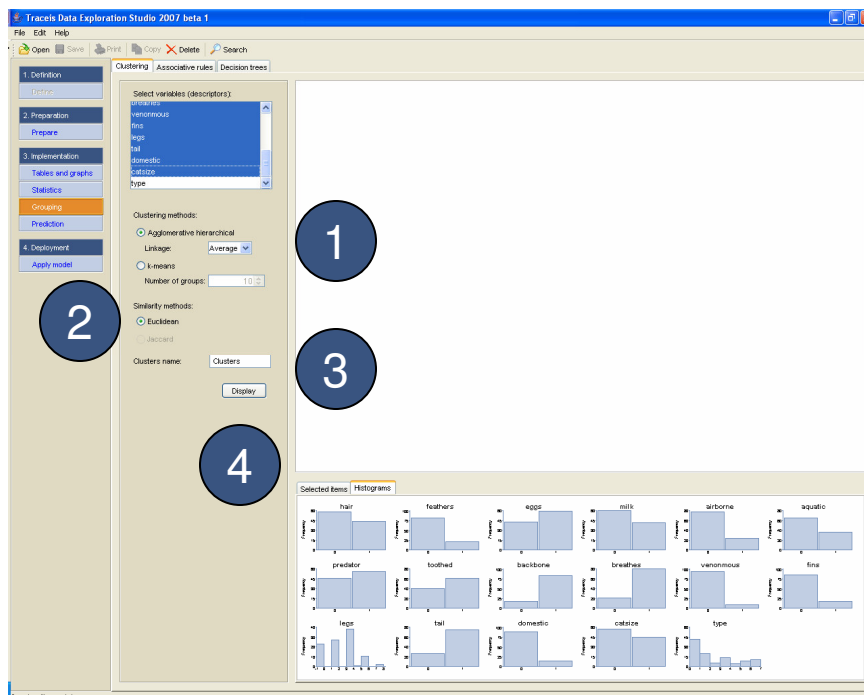 Traceis Data Exploration Studio 2007 beta 1
File Edit Help
Open Save Print Copy Delete Search
1. Definition
Define
2. Preparation
Prepare
3. Implementation
Tables and graphs
Statistics
Grouping
Prediction
4. Deployment
Apply model
Clustering Associative rules Decision trees
Select variables (descriptors):
breathes
venonmous
fins
legs
tail
domestic
catsize
type
Clustering methods:
Agglomerative hierarchical
Linkage: Average
k-means
Number of groups: 10
Similarity methods:
Euclidean
Jaccard
Clusters name: Clusters
Display
1
2
3
4
Selected items Histograms
hair feathers eggs milk airborne aquatic
predator toothed backbone breathes venonmous fins
legs tail domestic catsize type